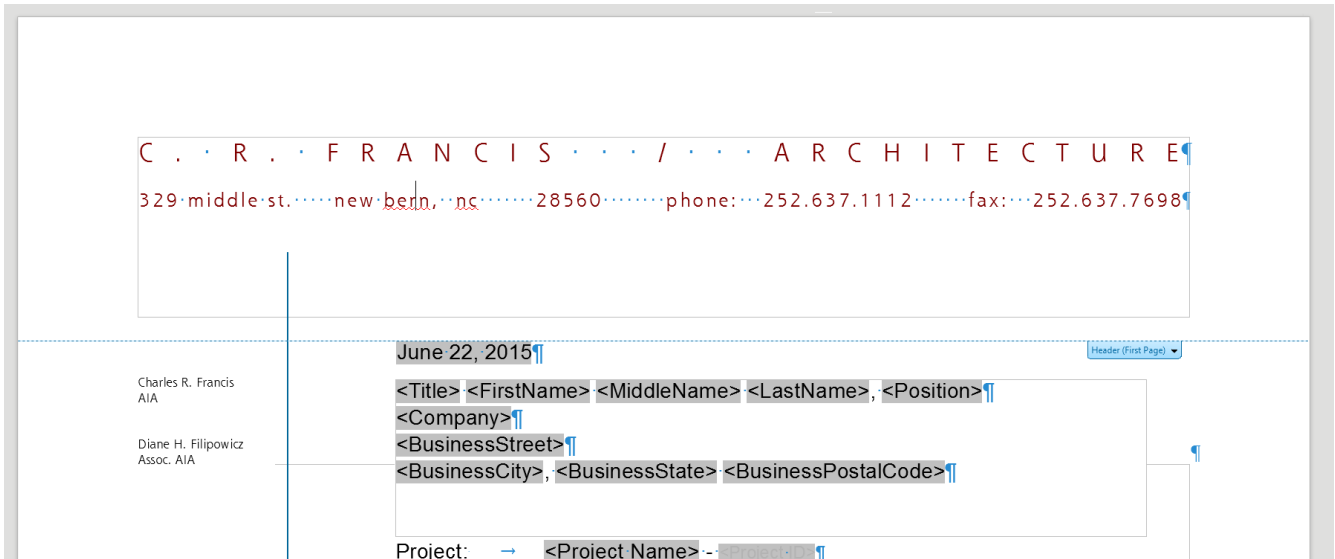 C. R. FRANCIS / ARCHITECTURE
329 middle st. new bern, nc 28560 phone: 252.637.1112 fax: 252.637.7698
June 22, 2015
Header (First Page)
Charles R. Francis
AIA
<Title> <FirstName> <MiddleName> <LastName>, <Position>
<Company>
Diane H. Filipowicz
Assoc. AIA
<BusinessStreet>
<BusinessCity>, <BusinessState> <BusinessPostalCode>
Project: → <Project Name> - <Project ID>